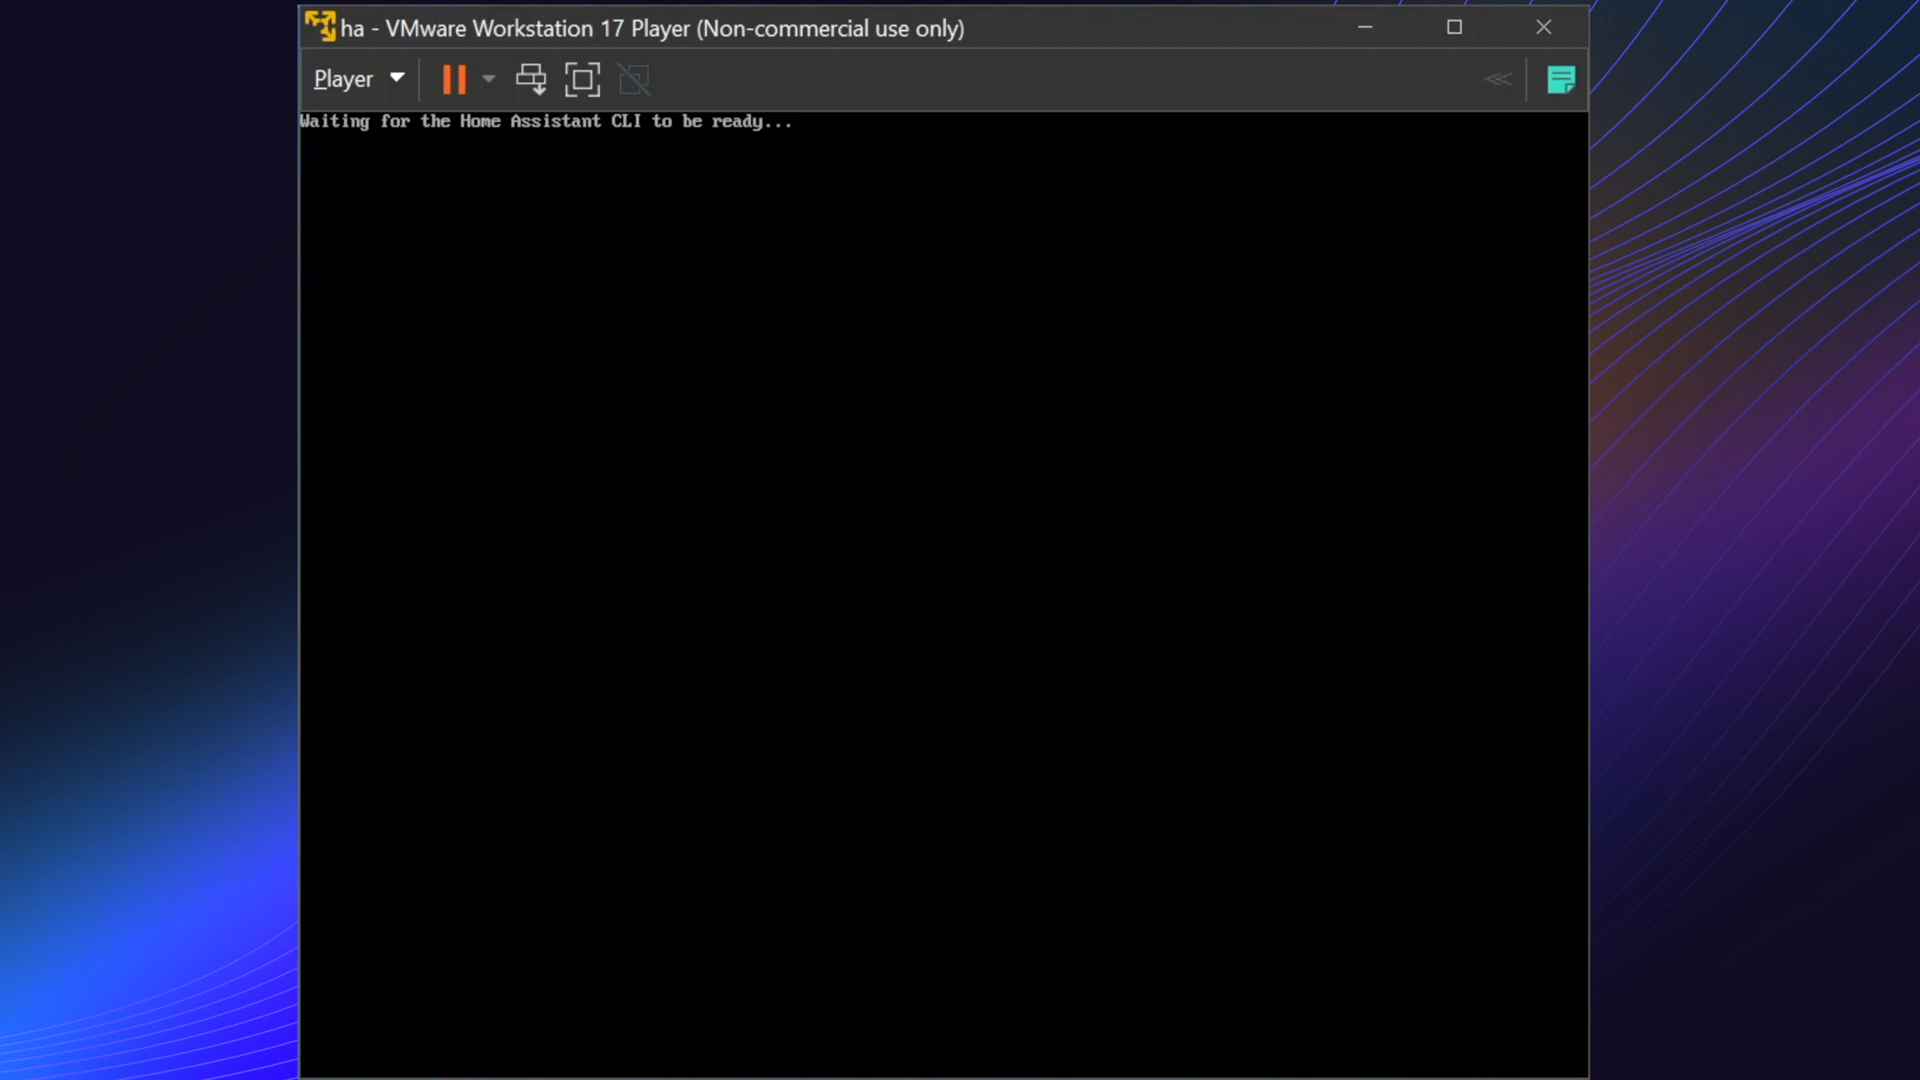 ha - VMware Workstation 17 Player (Non-commercial use only)
Player
Waiting for the Home Assistant CLI to be ready...